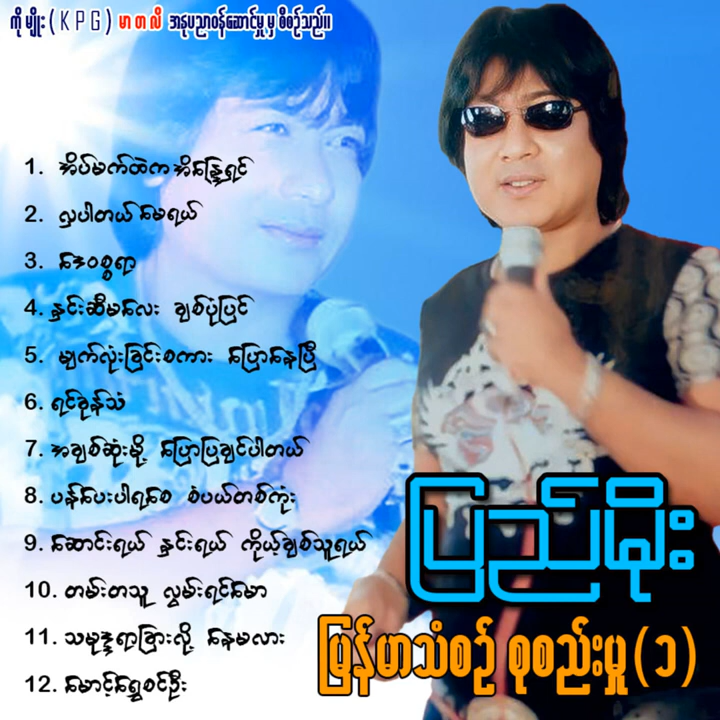 ကိုမျိုး(KPG) မာတလိ အနုပညာဝန်ဆောင်မှုမှ စီစဉ်သည်။
1. အိပ်မက်ထဲကအိန္ဒြေရှင်
2. လှပါတယ်မေရယ်
3. ဒေဝစ္ဆရာ
4. နှင်းဆီမလေး ချစ်ပုံပြင်
5. မျက်လုံးခြင်းစကား ပြောနေပြီ
6. ရင်ခုန်သံ
7. အချစ်ဆုံးမို့ ပြောပြချင်ပါတယ်
8. ပန်ပေးပါရစေ စံပယ်တစ်ကုံး
9. ဆောင်းရယ် နှင်းရယ် ကိုယ့်ချစ်သူရယ်
10. တမ်းတသူ လွမ်းရင်မော
11. သမုဒ္ဒရာခြားလို့ နေမလား
12. မောင့်ရွှေစင်ဦး
ပြည်မိုး
မြန်မာသံစဉ် စုစည်းမှု(၁)